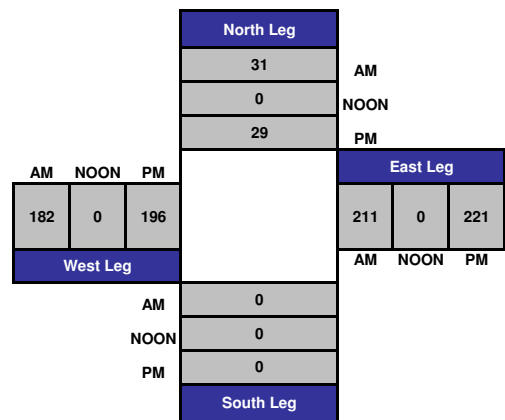 North Leg
31 AM
0 NOON
29 PM
AM NOON PM
East Leg
182 0 196
211 0 221
West Leg
AM NOON PM
AM 0
NOON 0
PM 0
South Leg